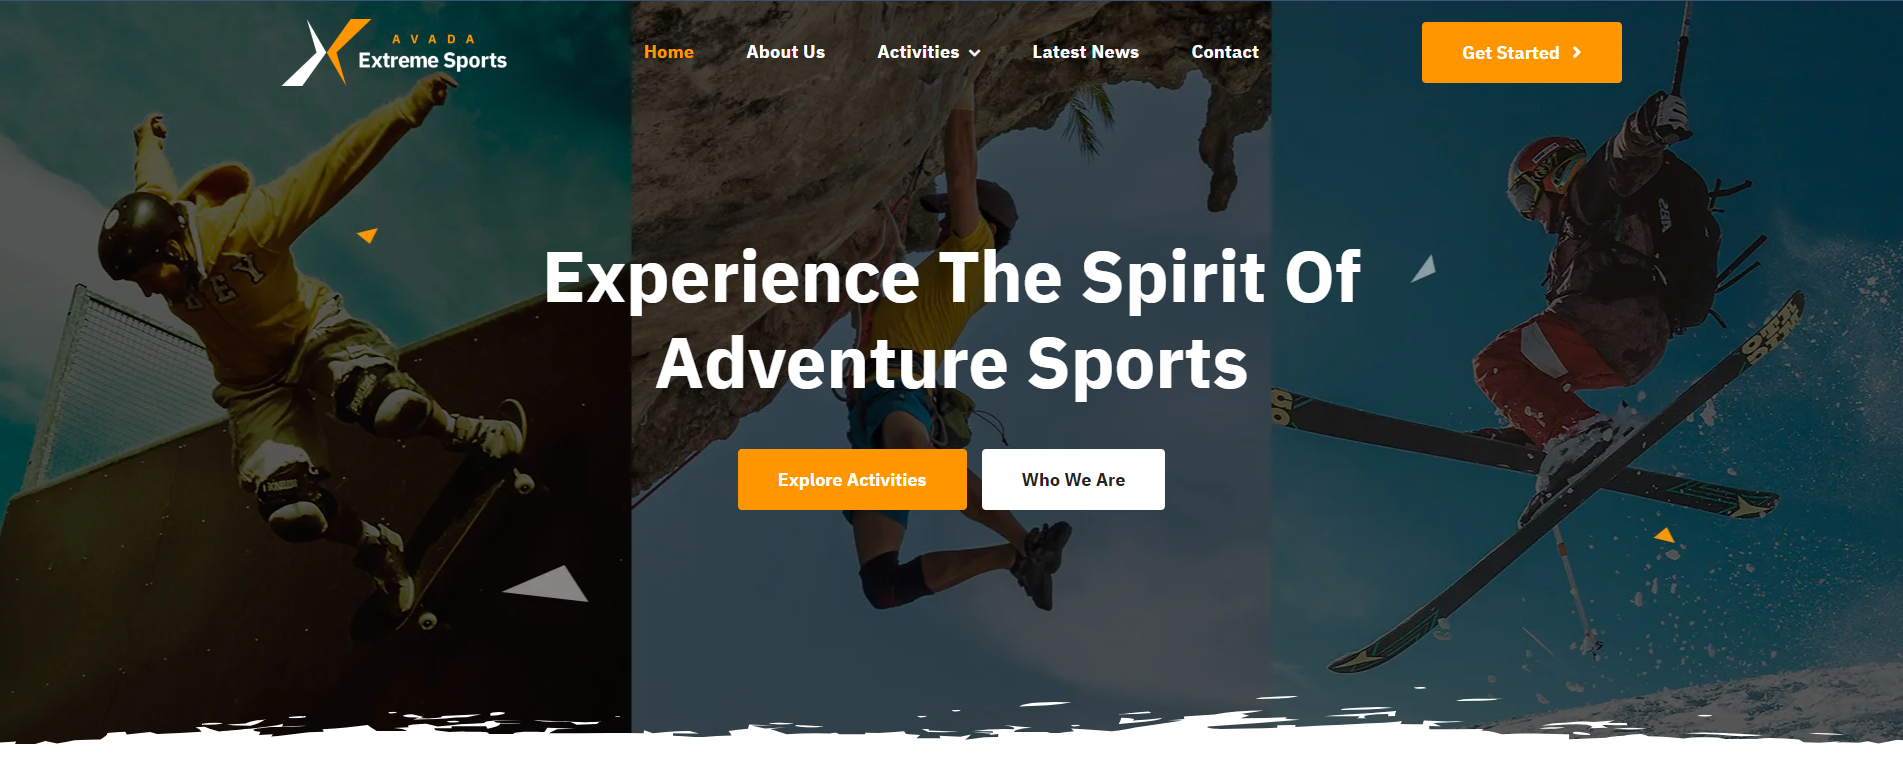 AVADA
Extreme Sports
Home
About Us
Activities
Latest News
Contact
Get Started
Experience The Spirit Of
Adventure Sports
Explore Activities
Who We Are